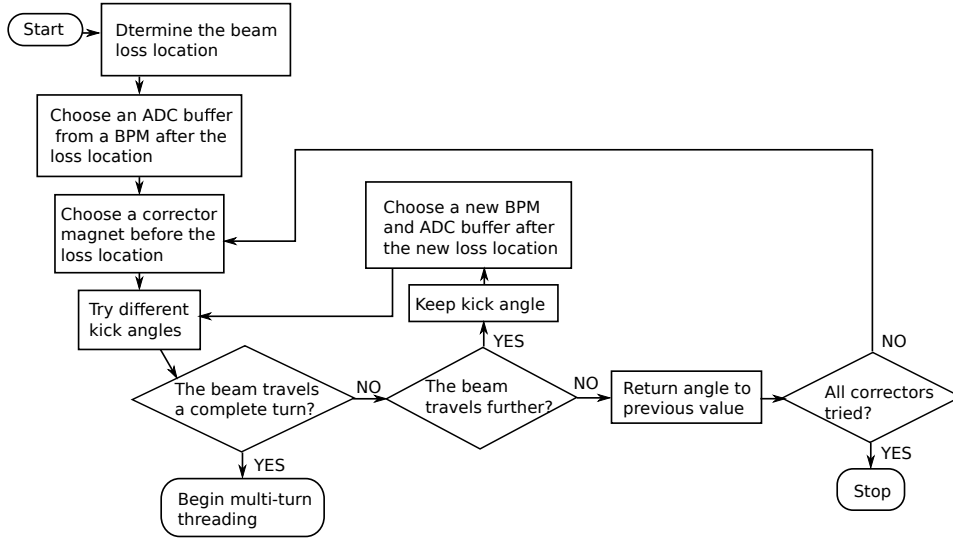 Start
Dtermine the beam
loss location
Choose an ADC buffer
from a BPM after the
loss location
Choose a corrector
magnet before the
loss location
Choose a new BPM
and ADC buffer after
the new loss location
Try different
kick angles
Keep kick angle
YES
The beam travels
a complete turn?
NO
The beam
travels further?
NO
Return angle to
previous value
NO
All correctors
tried?
YES
YES
Begin multi-turn
threading
Stop